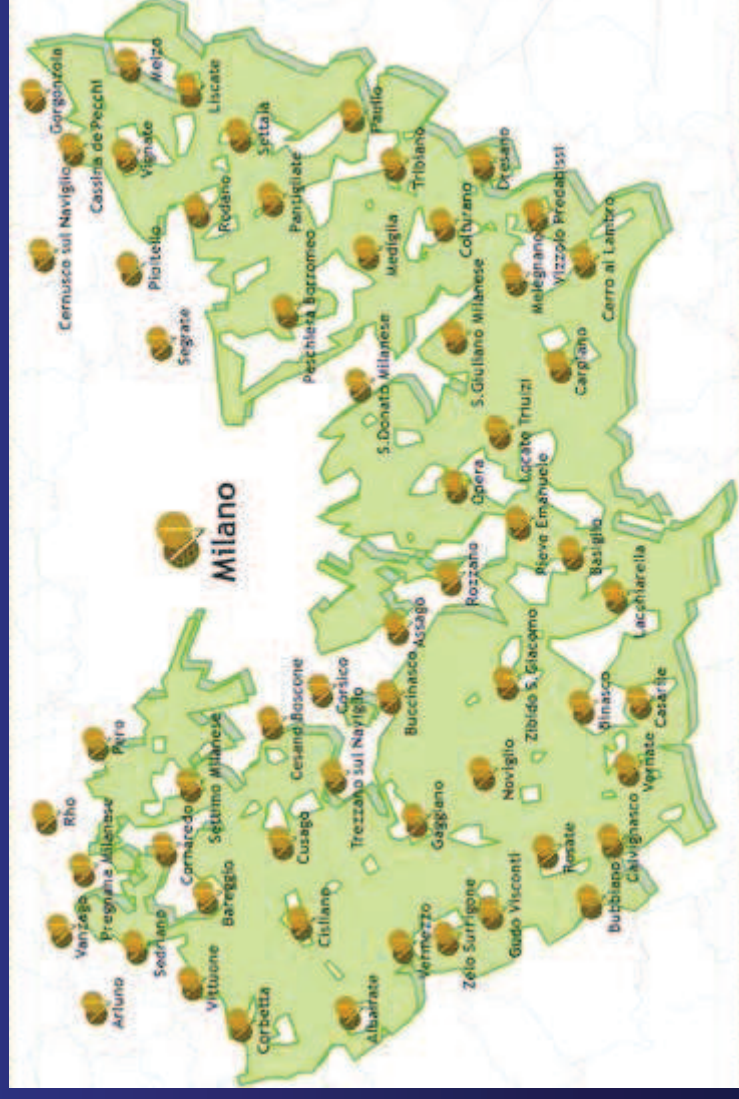 Rho
Pero
Vanzago
Pregnana Milanese
Arluno
Cornaredo
Settimo Milanese
Sedriano
Bareggio
Vittuone
Corbetta
Cusago
Cesano Boscone
Corsico
Trezzano sul Naviglio
Cisliano
Albairate
Buccinasco
Assago
Gaggiano
Vermezzo
Zelo Surrigone
Gudo Visconti
Noviglio
Zibido S.Giacomo
Rosate
Bubbiano
Calvignasco
Binasco
Vernate
Casarile
Lacchiarella
Rozzano
Basiglio
Pieve Emanuele
Opera
Locate Triulzi
Milano
Segrate
Pioltello
Cernusco sul Naviglio
Cassina de Pecchi
Gorgonzola
Vignate
Melzo
Liscate
Rodano
Settala
Pantigliate
Peschiera Borromeo
Paullo
Mediglia
Tribiano
S.Donato Milanese
S.Giuliano Milanese
Colturano
Dresano
Melegnano
Vizzolo Predabissi
Cerro al Lambro
Carpiano